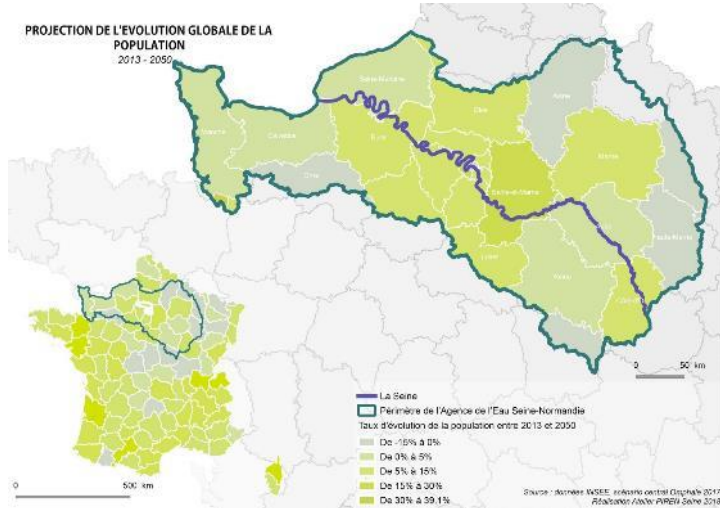 PROJECTION DE L'EVOLUTION GLOBALE DE LA
POPULATION
2013 - 2050
Seine-Maritime
Oise
Aisne
Manche
Calvados
Eure
Orne
Marne
Seine-et-Marne
Haute-Marne
Loiret
Yonne
Côte-d'Or
0 50 km
La Seine
Périmètre de l'Agence de l'Eau Seine-Normandie
Taux d'évolution de la population entre 2013 et 2050
De -15% à 0%
De 0% à 5%
De 5% à 15%
De 15% à 30%
De 30% à 39.1%
0 500 km
Source : données INSEE, scénario central Omphale 2017
Réalisation Atelier PIREN Seine 2018